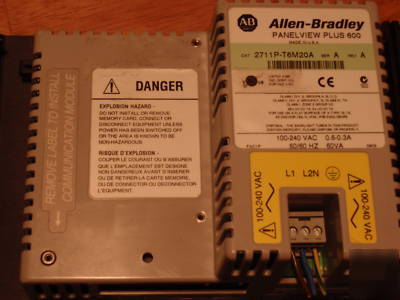 AB
Allen-Bradley
PANELVIEW PLUS 600
MADE IN U.S.A.
CAT 2711P-T6M20A SER A REV A
DANGER
EXPLOSION HAZARD -
DO NOT INSTALL OR REMOVE
MEMORY CARD, CONNECT OR
DISCONNECT EQUIPMENT UNLESS
POWER HAS BEEN SWITCHED OFF
OR THE AREA IS KNOWN TO BE
NON-HAZARDOUS.
RISQUE D'EXPLOSION -
COUPER LE COURANT OU S'ASSURER
QUE L'EMPLACEMENT EST DESIGNE
NON DANGEREUX AVANT D'INSERER
OU DE RETIRER LA CARTE MEMOIRE,
OU DE CONNECTER OU DECONNECTER
L'EQUIPEMENT.
REMOVE LABEL/INSTALL
COMMUNICATION MODULE
100-240 VAC 0.6-0.3A
50/60 HZ 60VA
L1 L2N
100-240 VAC
100-240 VAC